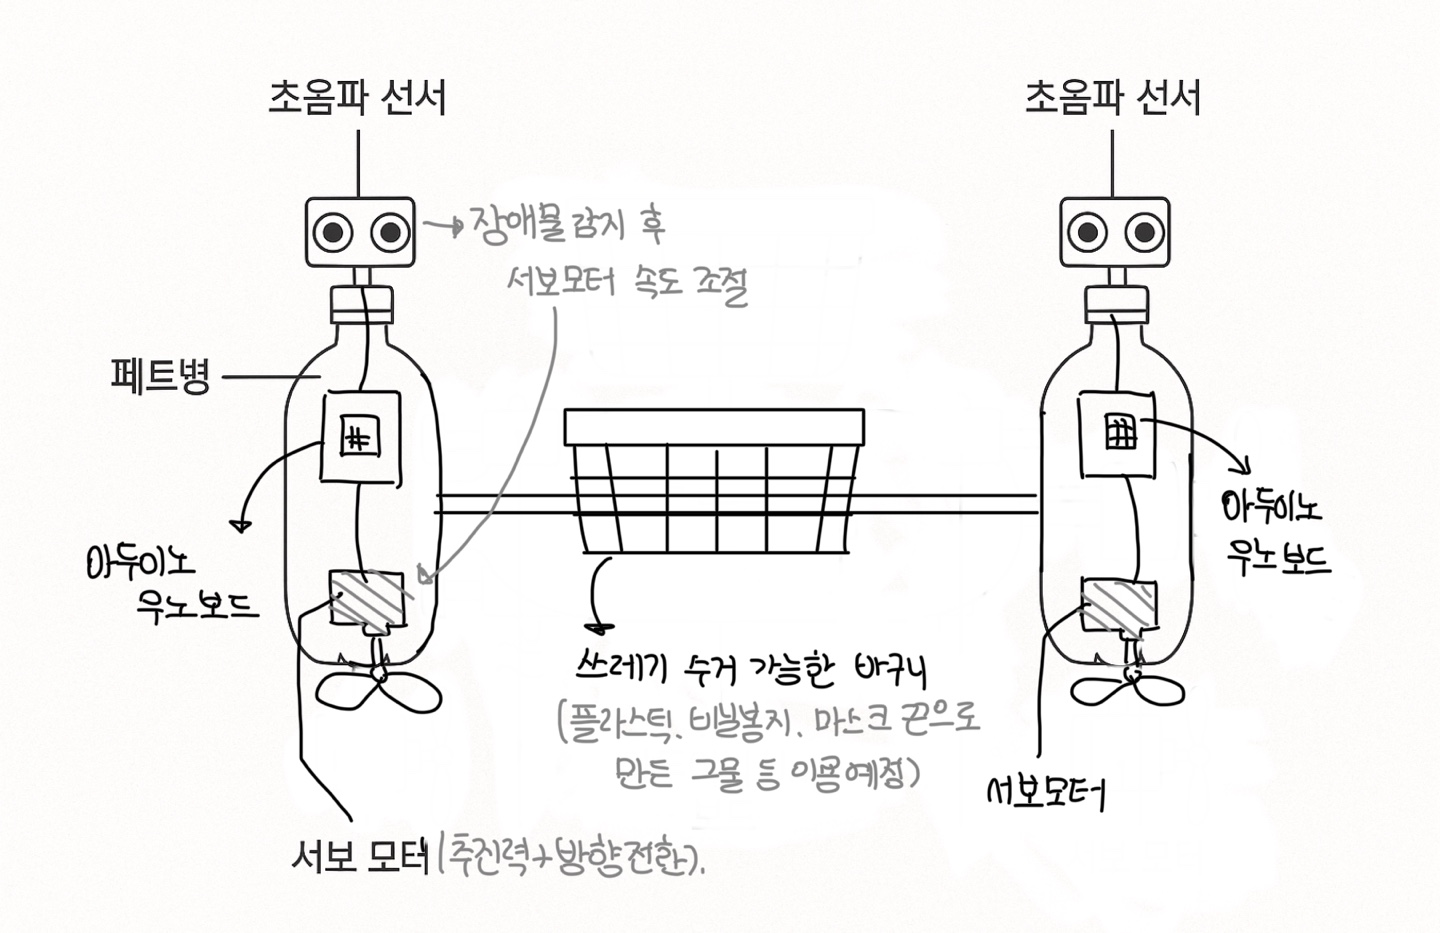 초음파 선서
초음파 선서
장애물 감지 후
서보모터 속도 조절
페트병
아두이노
우노 보드
아두이노
우노 보드
쓰레기 수거 가능한 바구니
(플라스틱, 비닐봉지, 마스크 끈으로
만든 그물 등 이용예정)
서보모터
서보 모터 (추진력+방향전환).